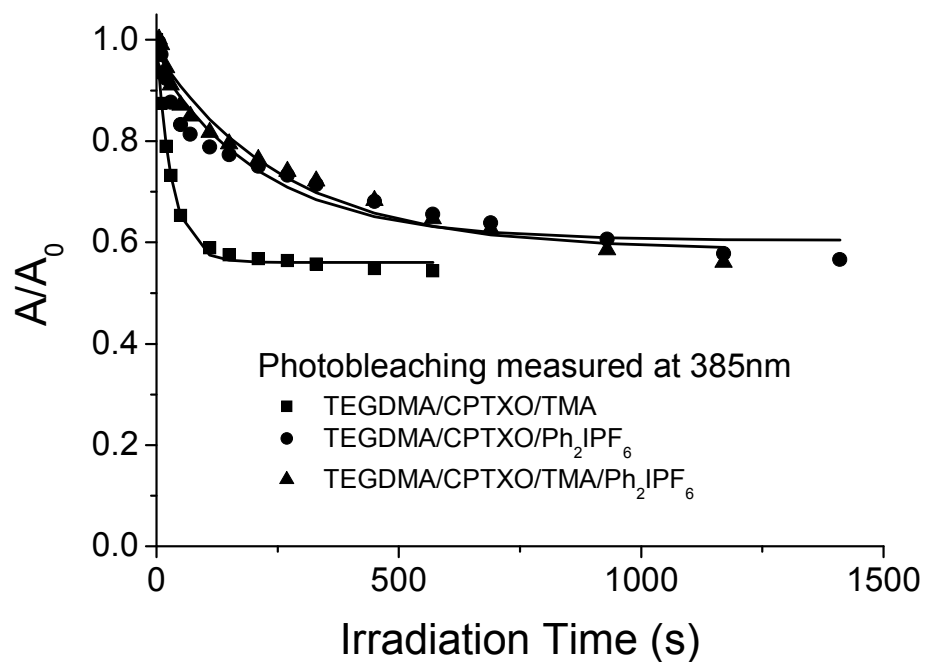 1.0
0.8
0.6
0.4
0.2
0.0
A/A₀
Photobleaching measured at 385nm
TEGDMA/CPTXO/TMA
TEGDMA/CPTXO/Ph₂IPF₆
TEGDMA/CPTXO/TMA/Ph₂IPF₆
0 500 1000 1500
Irradiation Time (s)